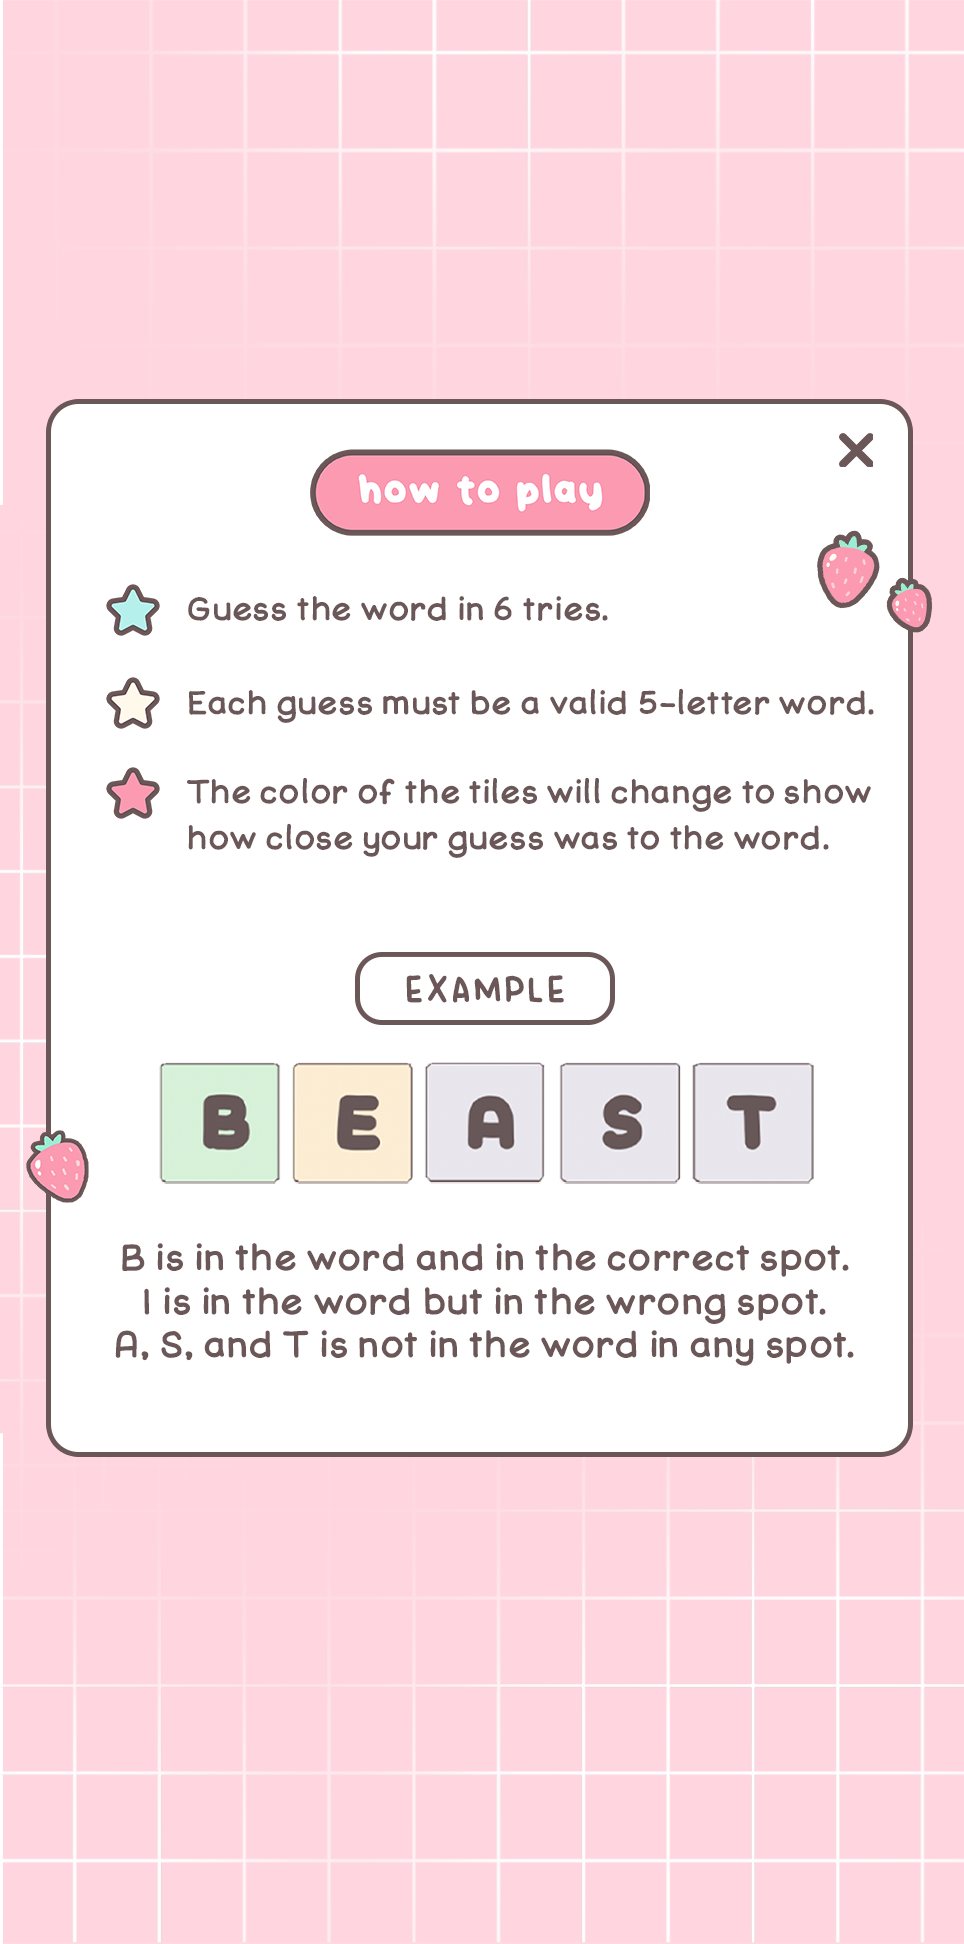 how to play
Guess the word in 6 tries.
Each guess must be a valid 5-letter word.
The color of the tiles will change to show
how close your guess was to the word.
EXAMPLE
B E A S T
B is in the word and in the correct spot.
I is in the word but in the wrong spot.
A, S, and T is not in the word in any spot.